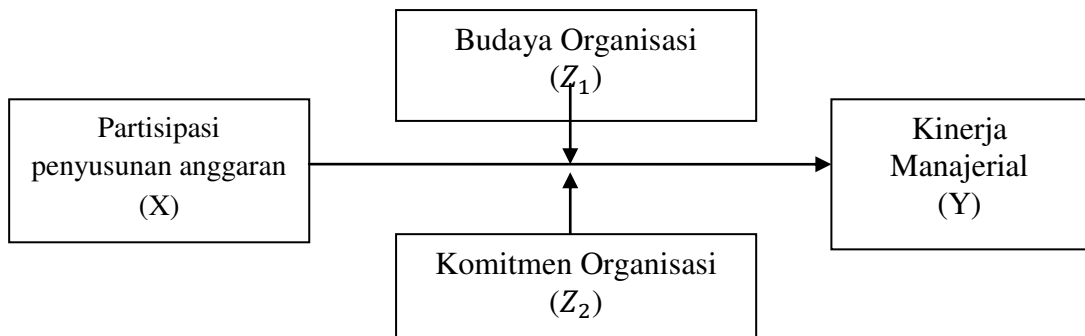 Budaya Organisasi
(𝑍₁)
Partisipasi
penyusunan anggaran
(X)
Kinerja
Manajerial
(Y)
Komitmen Organisasi
(𝑍₂)